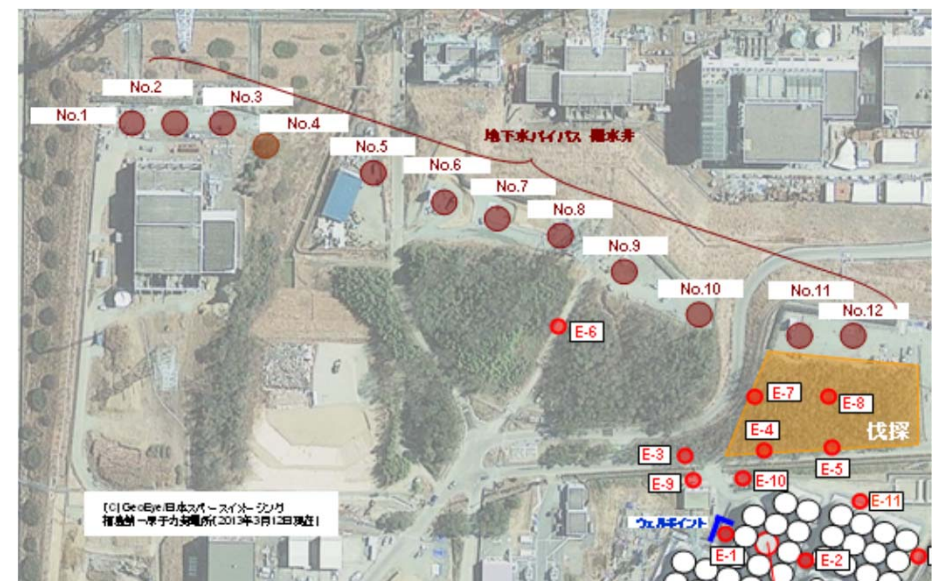 No.1
No.2
No.3
No.4
No.5
No.6
No.7
No.8
No.9
No.10
No.11
No.12
地下水バイパス 揚水井
E-6
E-7
E-8
伐採
E-4
E-3
E-5
E-9
E-10
E-11
ウェルポイント
E-1
E-2
(C)GeoEye/日本スペースイメージング
福島第一原子力発電所(2013年3月12日現在)